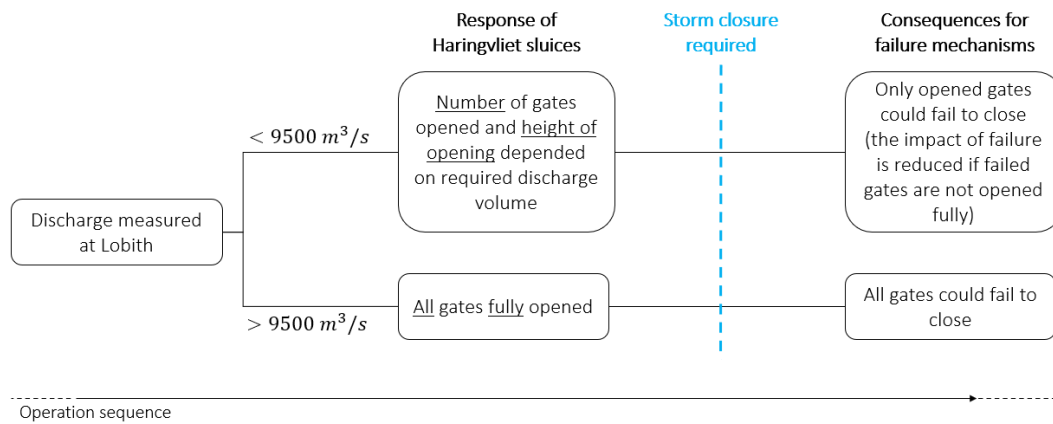 Response of
Haringvliet sluices
Storm closure
required
Consequences for
failure mechanisms
Discharge measured
at Lobith
< 9500 m³/s
Number of gates
opened and height of
opening depended
on required discharge
volume
Only opened gates
could fail to close
(the impact of failure
is reduced if failed
gates are not opened
fully)
> 9500 m³/s
All gates fully opened
All gates could fail to
close
Operation sequence